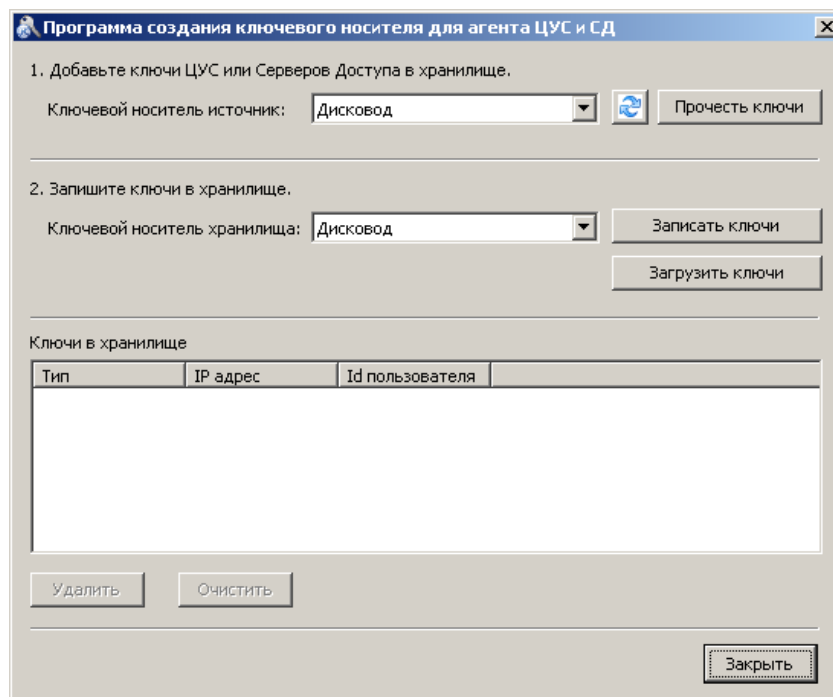 Программа создания ключевого носителя для агента ЦУС и СД
1. Добавьте ключи ЦУС или Серверов Доступа в хранилище.
Ключевой носитель источник: Дисковод Прочесть ключи
2. Запишите ключи в хранилище.
Ключевой носитель хранилища: Дисковод Записать ключи
Загрузить ключи
Ключи в хранилище
Тип IP адрес Id пользователя
Удалить Очистить
Закрыть